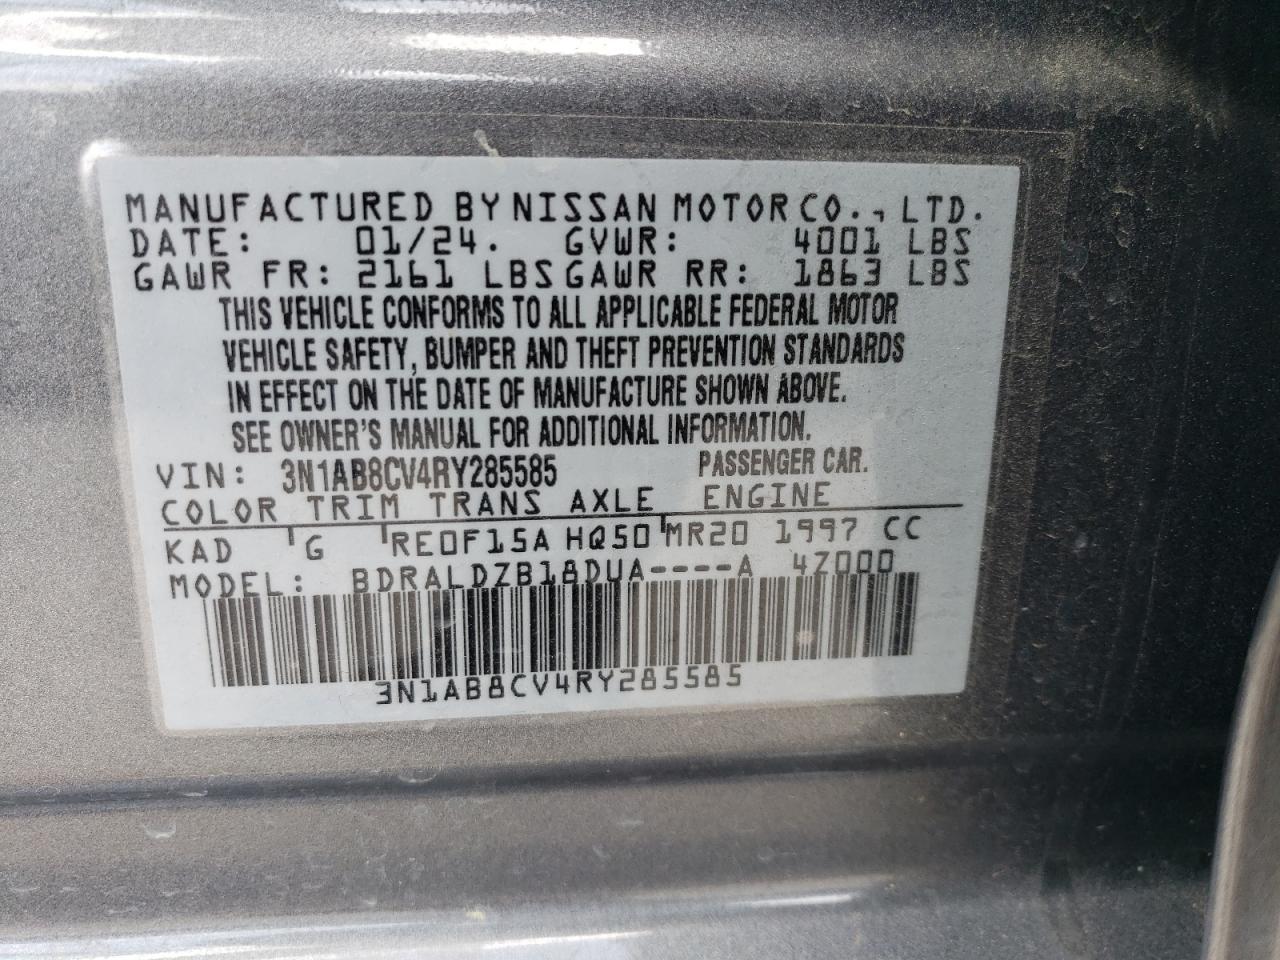 MANUFACTURED BY NISSAN MOTOR CO., LTD.
DATE: 01/24. GVWR: 4001 LBS
GAWR FR: 2161 LBS GAWR RR: 1863 LBS
THIS VEHICLE CONFORMS TO ALL APPLICABLE FEDERAL MOTOR
VEHICLE SAFETY, BUMPER AND THEFT PREVENTION STANDARDS
IN EFFECT ON THE DATE OF MANUFACTURE SHOWN ABOVE.
SEE OWNER'S MANUAL FOR ADDITIONAL INFORMATION.
VIN: 3N1AB8CV4RY285585 PASSENGER CAR.
COLOR TRIM TRANS AXLE ENGINE
KAD G RE0F15A HQ50 MR20 1997 CC
MODEL: BDRALDZB18DUA----A 4Z000
3N1AB8CV4RY285585